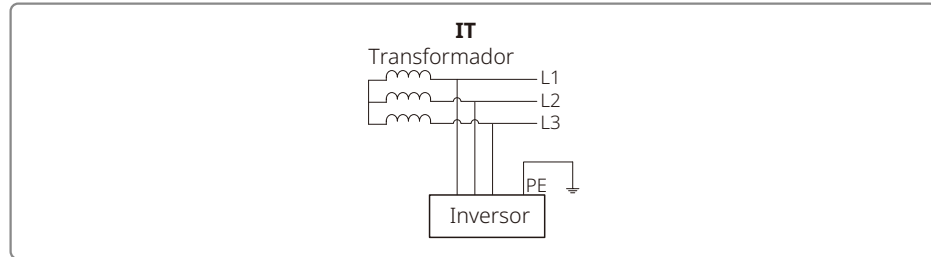 IT
Transformador
L1
L2
L3
PE
Inversor